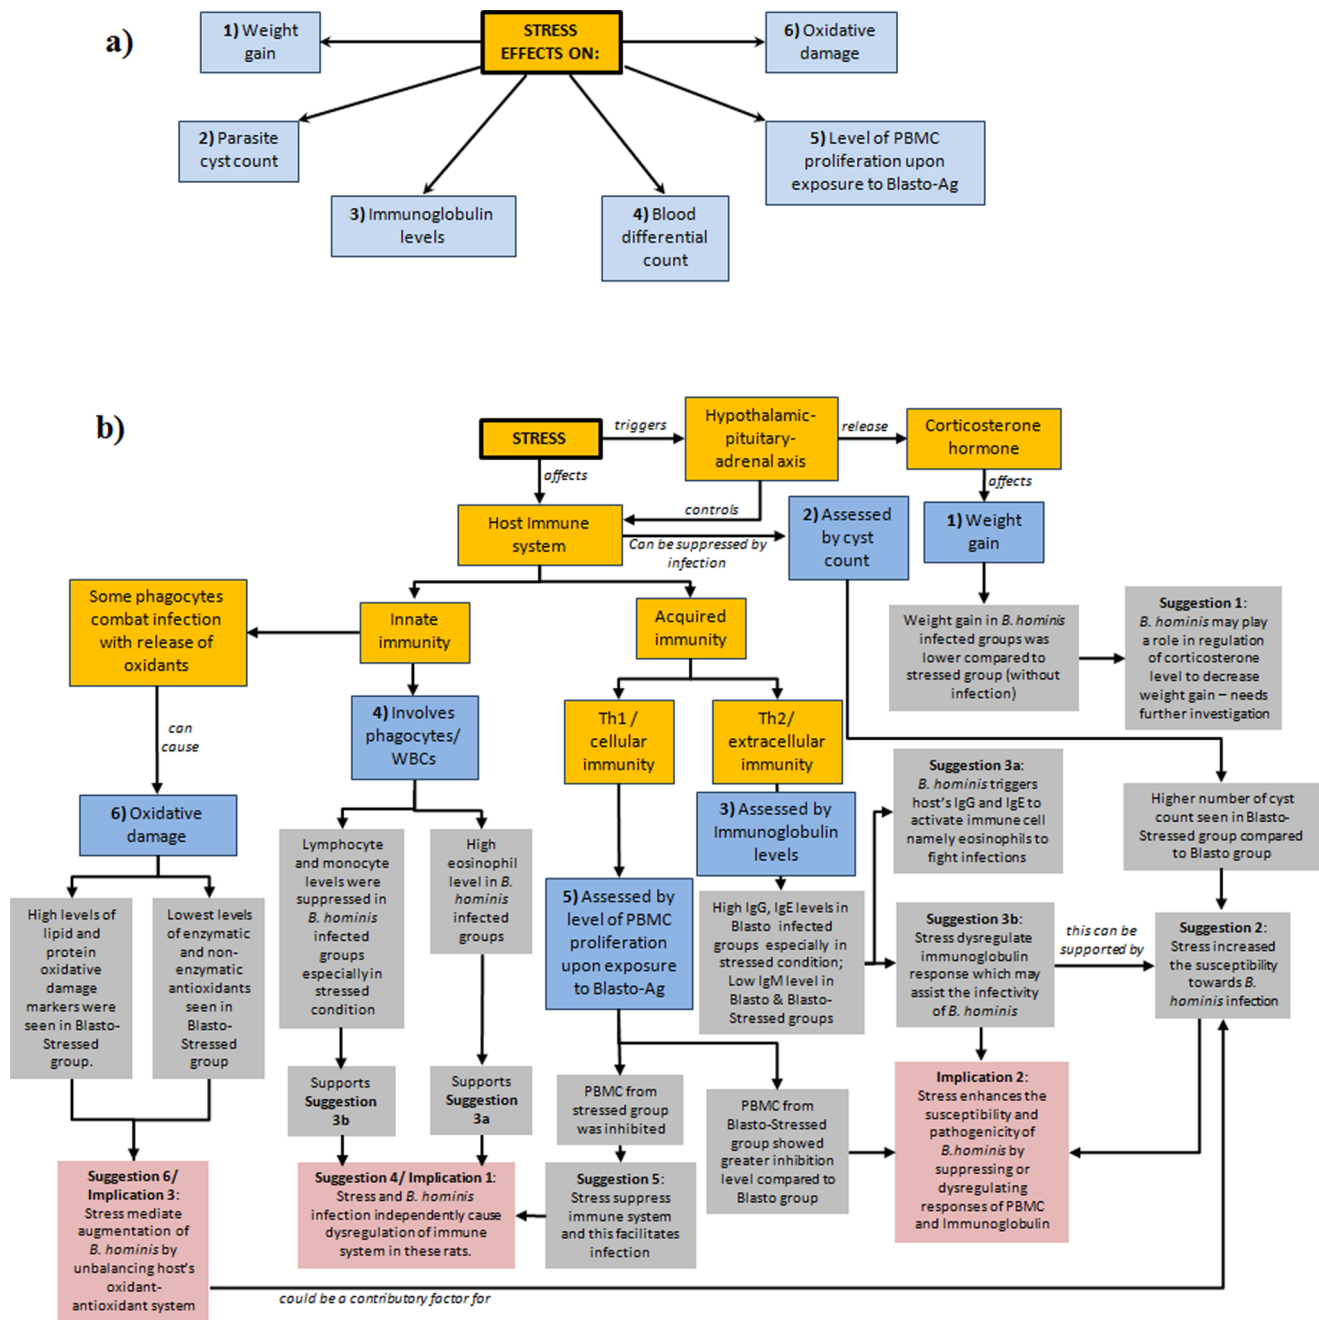 a)
STRESS
EFFECTS ON:
1) Weight
gain
6) Oxidative
damage
2) Parasite
cyst count
5) Level of PBMC
proliferation upon
exposure to Blasto-Ag
3) Immunoglobulin
levels
4) Blood
differential
count
b)
STRESS
triggers
Hypothalamic-
pituitary-
adrenal axis
release
Corticosterone
hormone
affects
affects
controls
Host Immune
system
Can be suppressed by
infection
2) Assessed
by cyst
count
1) Weight
gain
Some phagocytes
combat infection
with release of
oxidants
Innate
immunity
Acquired
immunity
Weight gain in B. hominis
infected groups was
lower compared to
stressed group (without
infection)
Suggestion 1:
B. hominis may play
a role in regulation
of corticosterone
level to decrease
weight gain – needs
further investigation
can
cause
4) Involves
phagocytes/
WBCs
Th1 /
cellular
immunity
Th2/
extracellular
immunity
Suggestion 3a:
B. hominis triggers
host's IgG and IgE to
activate immune cell
namely eosinophils to
fight infections
Higher number of cyst
count seen in Blasto-
Stressed group compared
to Blasto group
6) Oxidative
damage
3) Assessed by
Immunoglobulin
levels
Lymphocyte
and monocyte
levels were
suppressed in
B. hominis
infected
groups
especially in
stressed
condition
High
eosinophil
level in B.
hominis
infected
groups
5) Assessed by
level of PBMC
proliferation
upon exposure
to Blasto-Ag
High IgG, IgE levels in
Blasto infected
groups especially in
stressed condition;
Low IgM level in
Blasto & Blasto-
Stressed groups
Suggestion 3b:
Stress dysregulate
immunoglobulin
response which may
assist the infectivity
of B. hominis
this can be
supported by
Suggestion 2:
Stress increased
the susceptibility
towards B.
hominis infection
High levels of
lipid and
protein
oxidative
damage
markers were
seen in Blasto-
Stressed
group.
Lowest levels
of enzymatic
and non-
enzymatic
antioxidants
seen in
Blasto-
Stressed
group
Supports
Suggestion
3b
Supports
Suggestion
3a
PBMC from
stressed group
was inhibited
PBMC from
Blasto-Stressed
group showed
greater inhibition
level compared to
Blasto group
Implication 2:
Stress enhances the
susceptibility and
pathogenicity of
B.hominis by
suppressing or
dysregulating
responses of PBMC
and Immunoglobulin
Suggestion 6/
Implication 3:
Stress mediate
augmentation of
B. hominis by
unbalancing host's
oxidant-
antioxidant system
Suggestion 4/ Implication 1:
Stress and B. hominis
infection independently cause
dysregulation of immune
system in these rats.
Suggestion 5:
Stress suppress
immune system
and this facilitates
infection
could be a contributory factor for